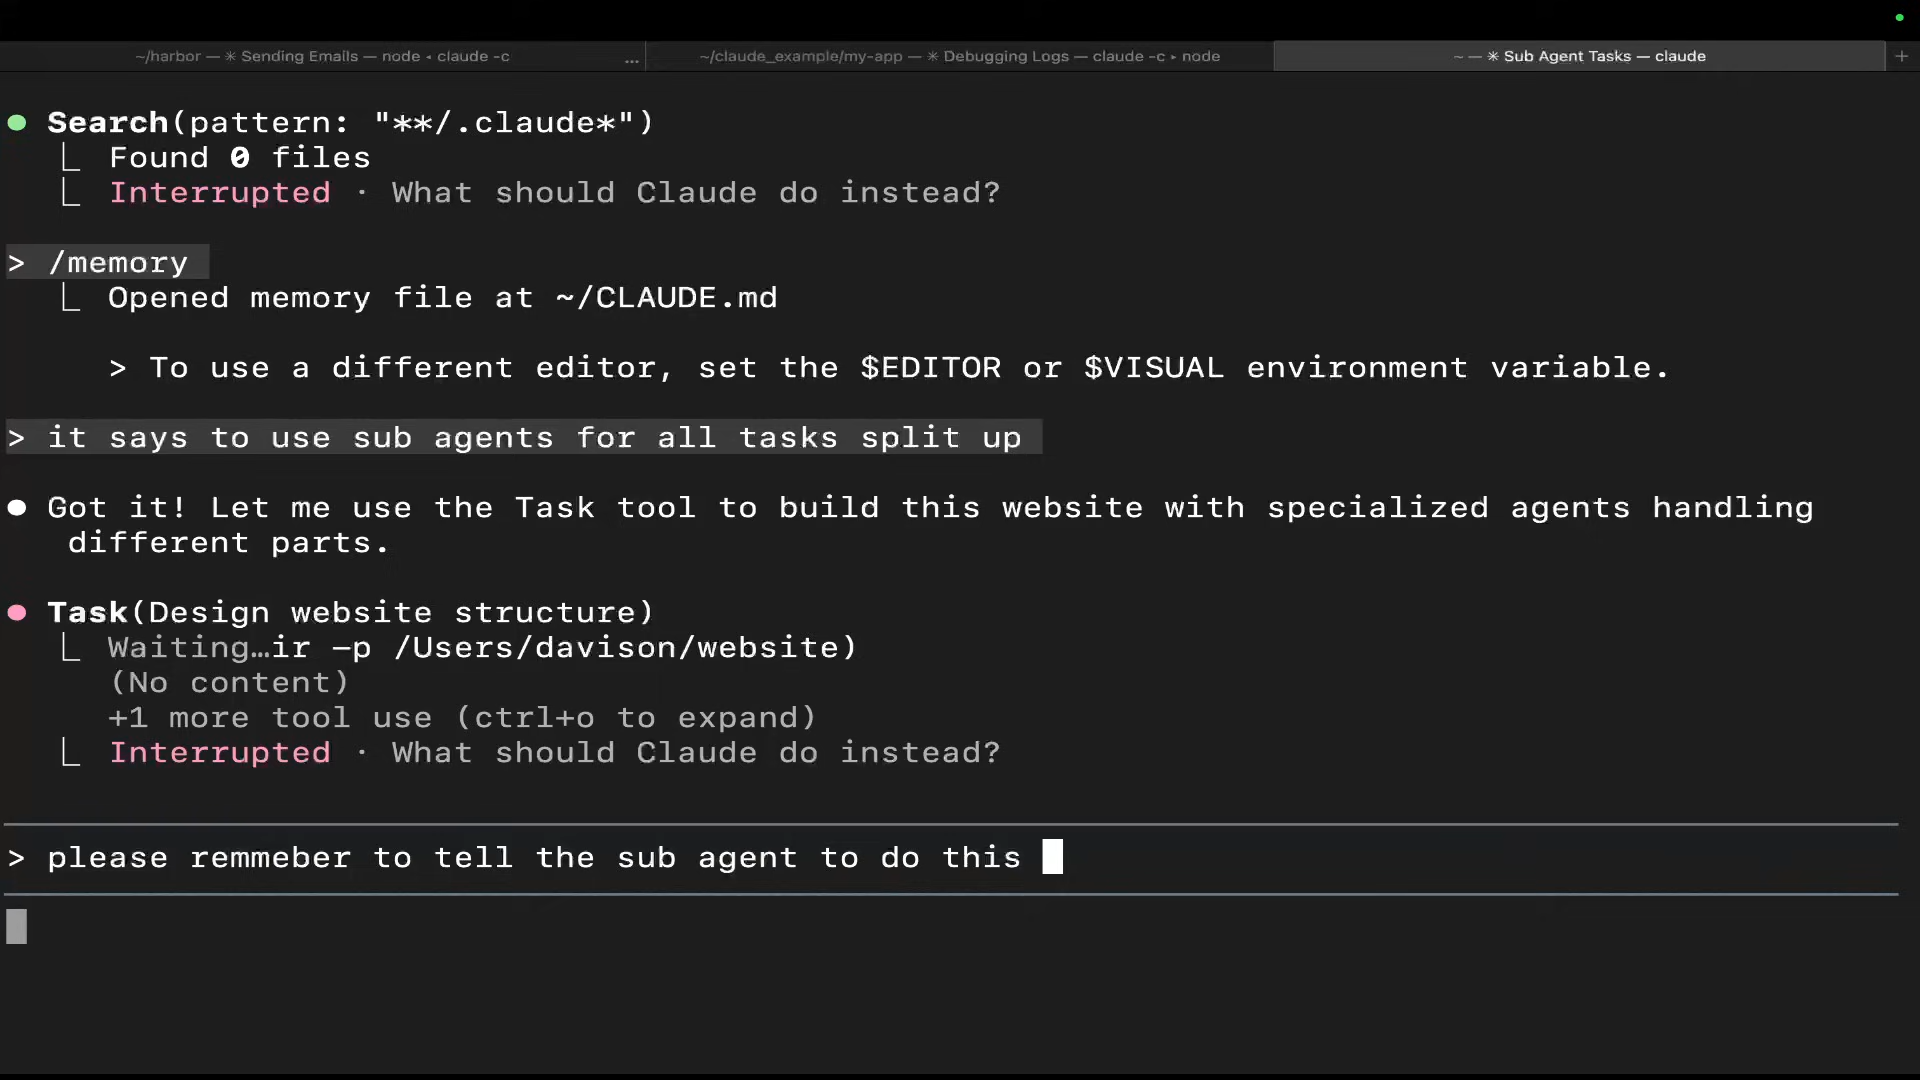 ~/harbor — ✳ Sending Emails — node ◂ claude -c
...
~/claude_example/my-app — ✳ Debugging Logs — claude -c ▸ node
~ — ✳ Sub Agent Tasks — claude
+
● Search(pattern: "**/.claude*")
⎿ Found 0 files
⎿ Interrupted · What should Claude do instead?
> /memory
⎿ Opened memory file at ~/CLAUDE.md
> To use a different editor, set the $EDITOR or $VISUAL environment variable.
> it says to use sub agents for all tasks split up
● Got it! Let me use the Task tool to build this website with specialized agents handling
different parts.
● Task(Design website structure)
⎿ Waiting…ir -p /Users/davison/website)
(No content)
+1 more tool use (ctrl+o to expand)
⎿ Interrupted · What should Claude do instead?
> please remmeber to tell the sub agent to do this